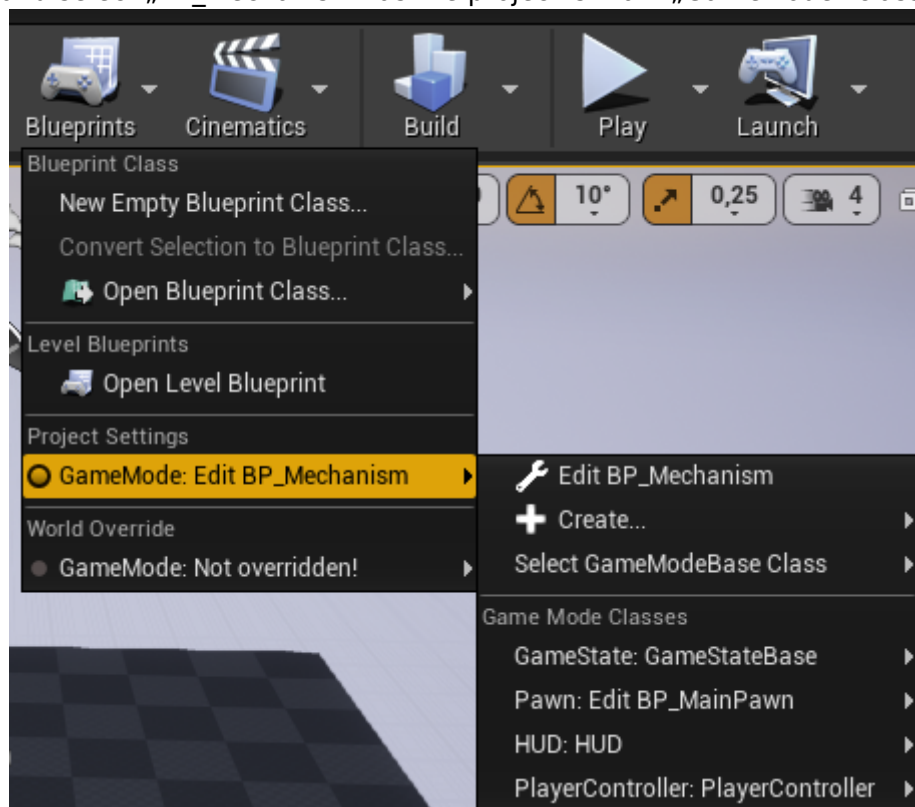 Blueprints Cinematics Build Play Launch
Blueprint Class
New Empty Blueprint Class...
10° 0,25 4
Convert Selection to Blueprint Class...
Open Blueprint Class...
Level Blueprints
Open Level Blueprint
Project Settings
GameMode: Edit BP_Mechanism
World Override
GameMode: Not overridden!
Edit BP_Mechanism
Create...
Select GameModeBase Class
Game Mode Classes
GameState: GameStateBase
Pawn: Edit BP_MainPawn
HUD: HUD
PlayerController: PlayerController